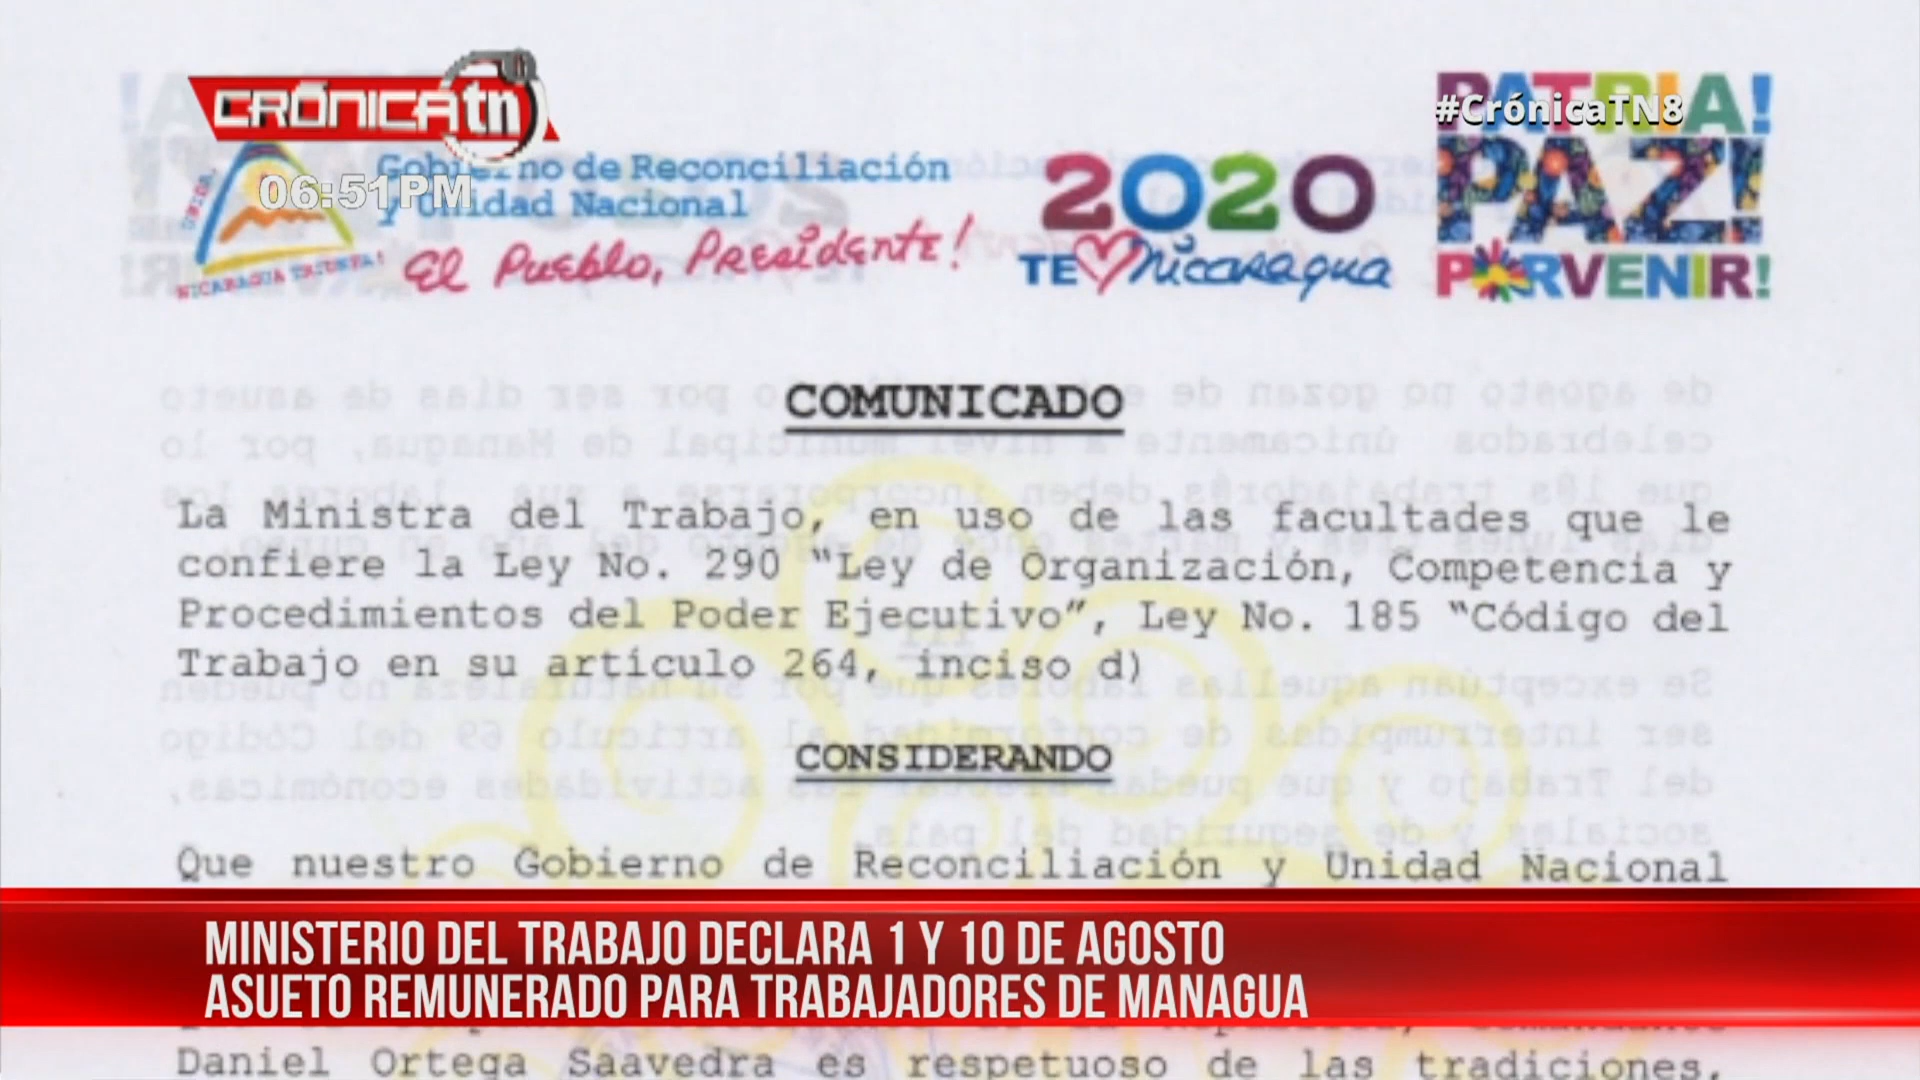 CRÓNICA tn
#CrónicaTN8
06:51PM
Gobierno de Reconciliación
y Unidad Nacional
El Pueblo, Presidente!
UNIDA,
NICARAGUA TRIUNFA!
2020
TE Nicaragua
PATRIA!
PAZ!
PORVENIR!
COMUNICADO
La Ministra del Trabajo, en uso de las facultades que le
confiere la Ley No. 290 “Ley de Organización, Competencia y
Procedimientos del Poder Ejecutivo”, Ley No. 185 “Código del
Trabajo en su artículo 264, inciso d)
CONSIDERANDO
Que nuestro Gobierno de Reconciliación y Unidad Nacional
MINISTERIO DEL TRABAJO DECLARA 1 Y 10 DE AGOSTO
ASUETO REMUNERADO PARA TRABAJADORES DE MANAGUA
Daniel Ortega Saavedra es respetuoso de las tradiciones,